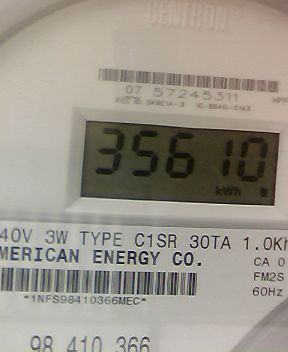 CENTRON
07 57245311
35610
kWh
40V 3W TYPE C1SR 30TA 1.0Kh
MERICAN ENERGY CO.
CA 0
FM2S
60Hz
*1NFS98410366MEC*
98 410 366